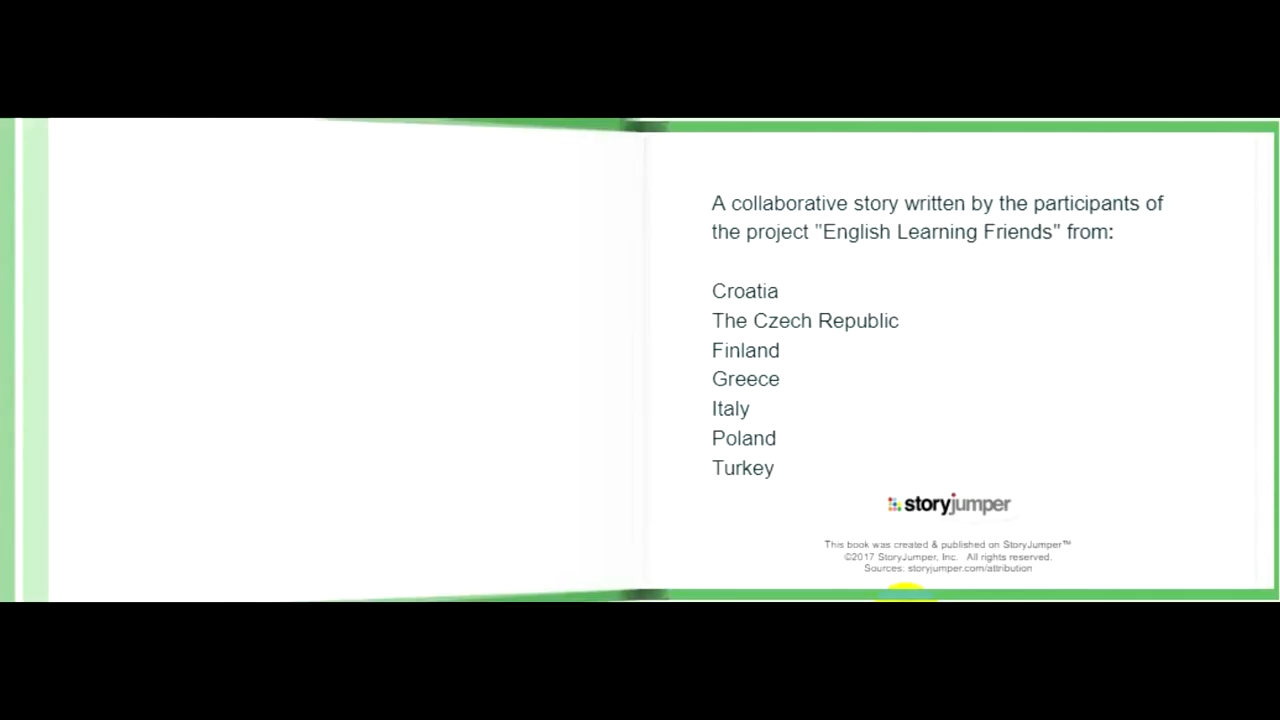 A collaborative story written by the participants of
the project "English Learning Friends" from:
Croatia
The Czech Republic
Finland
Greece
Italy
Poland
Turkey
storyjumper
This book was created & published on StoryJumper™
©2017 StoryJumper, Inc. All rights reserved.
Sources: storyjumper.com/attribution